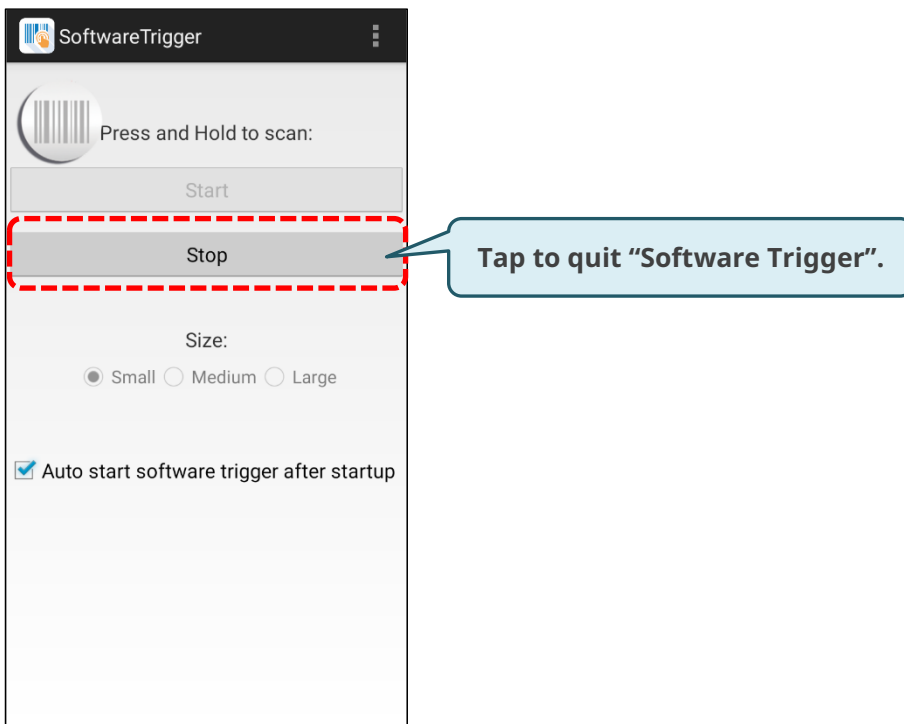 SoftwareTrigger
Press and Hold to scan:
Start
Stop
Tap to quit “Software Trigger”.
Size:
Small Medium Large
Auto start software trigger after startup